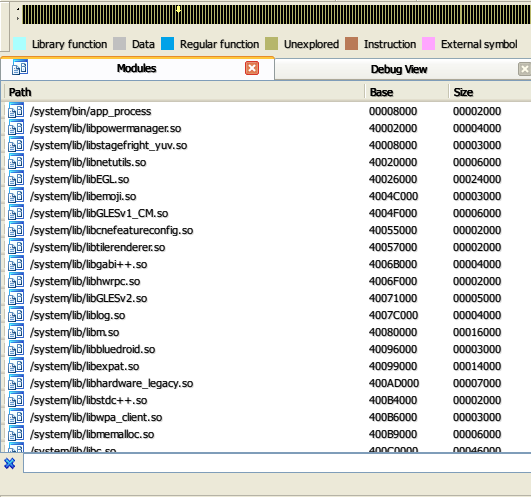 Library function Data Regular function Unexplored Instruction External symbol
Modules Debug View
Path Base Size
/system/bin/app_process 00008000 00002000
/system/lib/libpowermanager.so 40002000 00004000
/system/lib/libstagefright_yuv.so 40008000 00003000
/system/lib/libnetutils.so 40020000 00006000
/system/lib/libEGL.so 40026000 00024000
/system/lib/libemoji.so 4004C000 00003000
/system/lib/libGLESv1_CM.so 4004F000 00006000
/system/lib/libcnefeatureconfig.so 40055000 00002000
/system/lib/libtilerenderer.so 40057000 00002000
/system/lib/libgabi++.so 4006B000 00004000
/system/lib/libhwrpc.so 4006F000 00002000
/system/lib/libGLESv2.so 40071000 00005000
/system/lib/liblog.so 4007C000 00004000
/system/lib/libm.so 40080000 00016000
/system/lib/libbluedroid.so 40096000 00003000
/system/lib/libexpat.so 40099000 00014000
/system/lib/libhardware_legacy.so 400AD000 00007000
/system/lib/libstdc++.so 400B4000 00002000
/system/lib/libwpa_client.so 400B6000 00003000
/system/lib/libmemalloc.so 400B9000 00006000
/system/lib/libc.so 400C0000 00046000